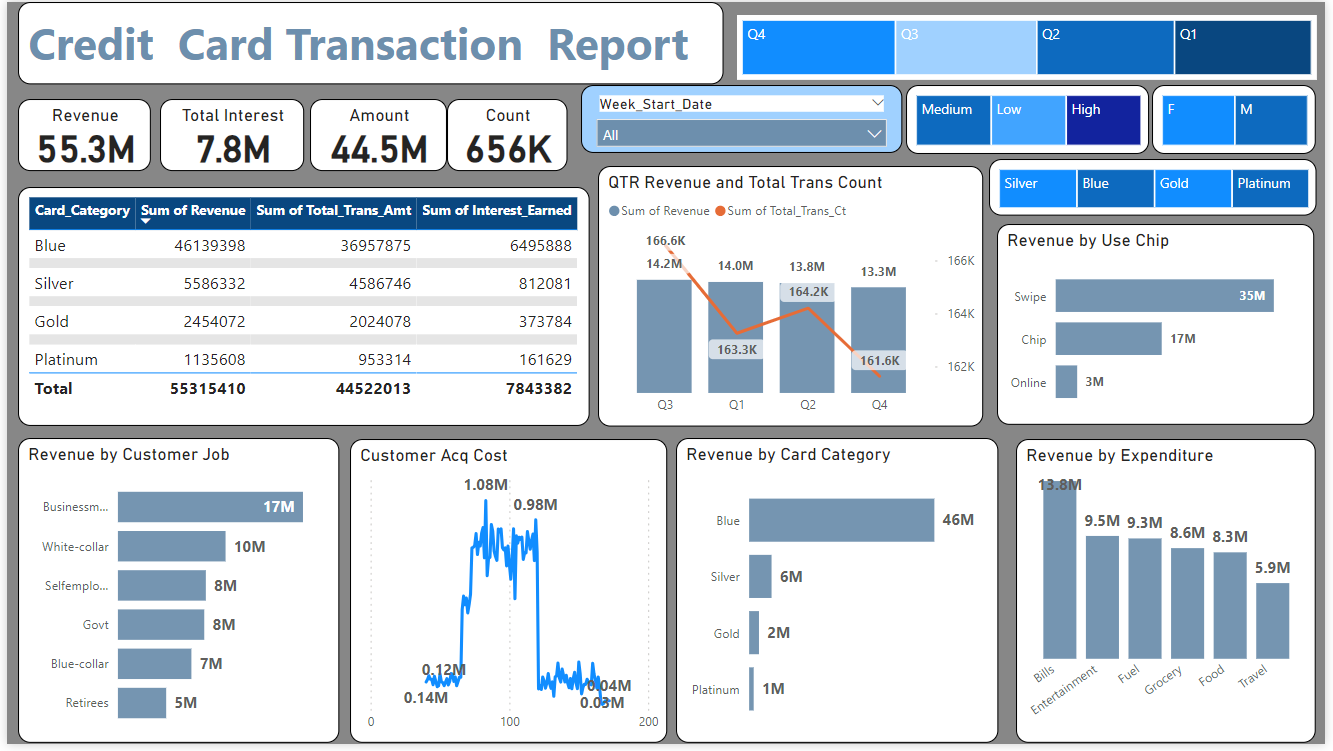 Credit Card Transaction Report
Q4 Q3 Q2 Q1
Revenue
55.3M
Total Interest
7.8M
Amount
44.5M
Count
656K
Week_Start_Date
All
Medium Low High
F M
Silver Blue Gold Platinum
Card_Category Sum of Revenue Sum of Total_Trans_Amt Sum of Interest_Earned
Blue 46139398 36957875 6495888
Silver 5586332 4586746 812081
Gold 2454072 2024078 373784
Platinum 1135608 953314 161629
Total 55315410 44522013 7843382
QTR Revenue and Total Trans Count
Sum of Revenue Sum of Total_Trans_Ct
166.6K
14.2M 14.0M 13.8M 13.3M
163.3K 164.2K 161.6K
166K
164K
162K
Q3 Q1 Q2 Q4
Revenue by Use Chip
Swipe 35M
Chip 17M
Online 3M
Revenue by Customer Job
Businessm... 17M
White-collar 10M
Selfemplo... 8M
Govt 8M
Blue-collar 7M
Retirees 5M
Customer Acq Cost
1.08M
0.98M
0.12M
0.14M
0.04M
0.03M
0 100 200
Revenue by Card Category
Blue 46M
Silver 6M
Gold 2M
Platinum 1M
Revenue by Expenditure
13.8M
9.5M 9.3M 8.6M 8.3M 5.9M
Bills Entertainment Fuel Grocery Food Travel